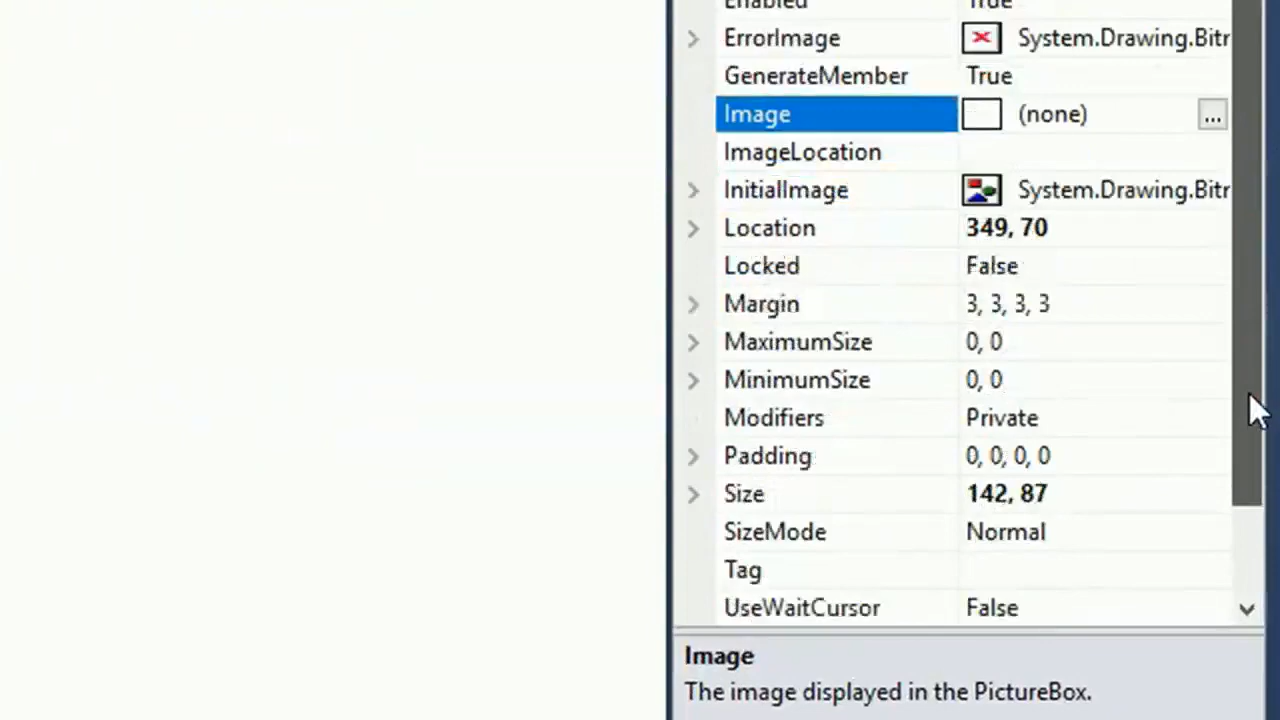 Enabled True
ErrorImage System.Drawing.Bitr
GenerateMember True
Image (none) ...
ImageLocation
InitialImage System.Drawing.Bitr
Location 349, 70
Locked False
Margin 3, 3, 3, 3
MaximumSize 0, 0
MinimumSize 0, 0
Modifiers Private
Padding 0, 0, 0, 0
Size 142, 87
SizeMode Normal
Tag
UseWaitCursor False
Image
The image displayed in the PictureBox.